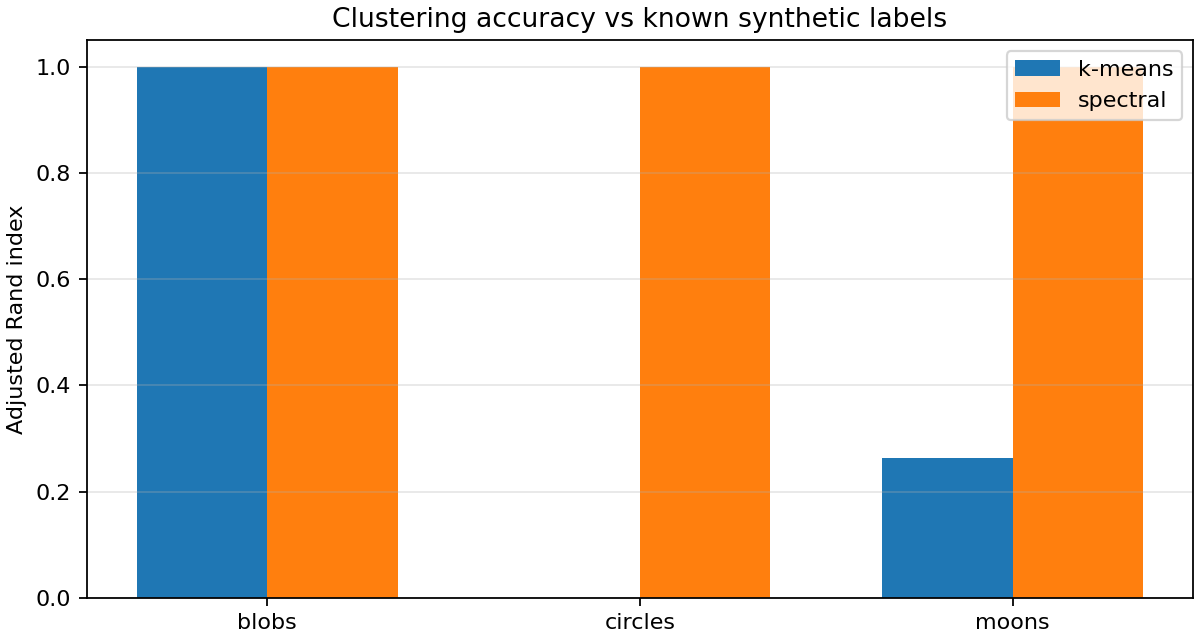 Clustering accuracy vs known synthetic labels
k-means
spectral
Adjusted Rand index
1.0
0.8
0.6
0.4
0.2
0.0
blobs
circles
moons